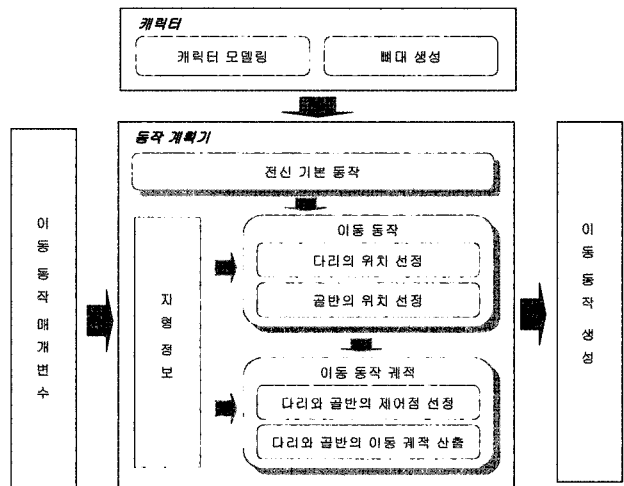 캐릭터
캐릭터 모델링
뼈대 생성
동작 계획기
전신 기본 동작
이동 동작 매개변수
지형 정보
이동 동작
다리의 위치 선정
골반의 위치 선정
이동 동작 궤적
다리와 골반의 제어점 선정
다리와 골반의 이동 궤적 산출
이동 동작 생성